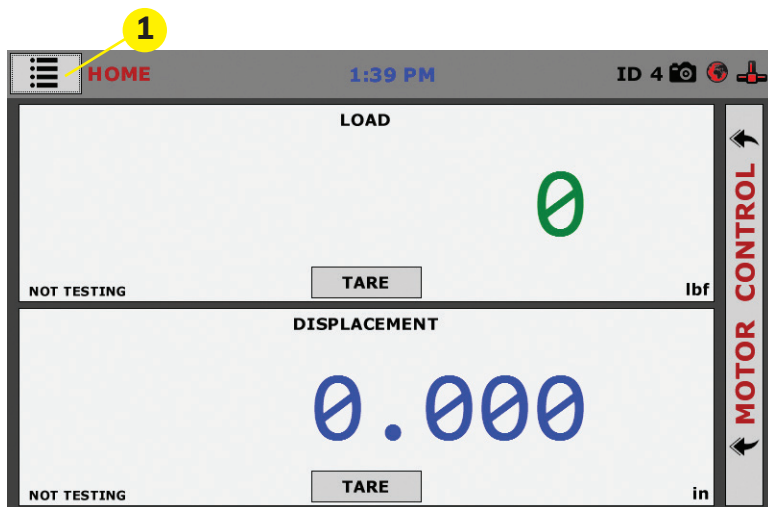 1
HOME 1:39 PM ID 4
LOAD
0
TARE
NOT TESTING lbf
DISPLACEMENT
0.000
TARE
NOT TESTING in
MOTOR CONTROL